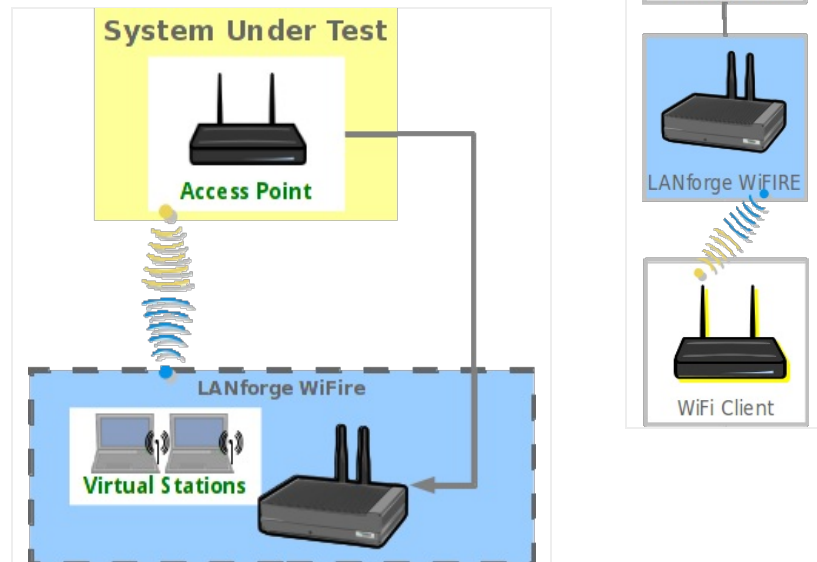 System Under Test
Access Point
LANforge WiFire
Virtual Stations
LANforge WiFIRE
WiFi Client